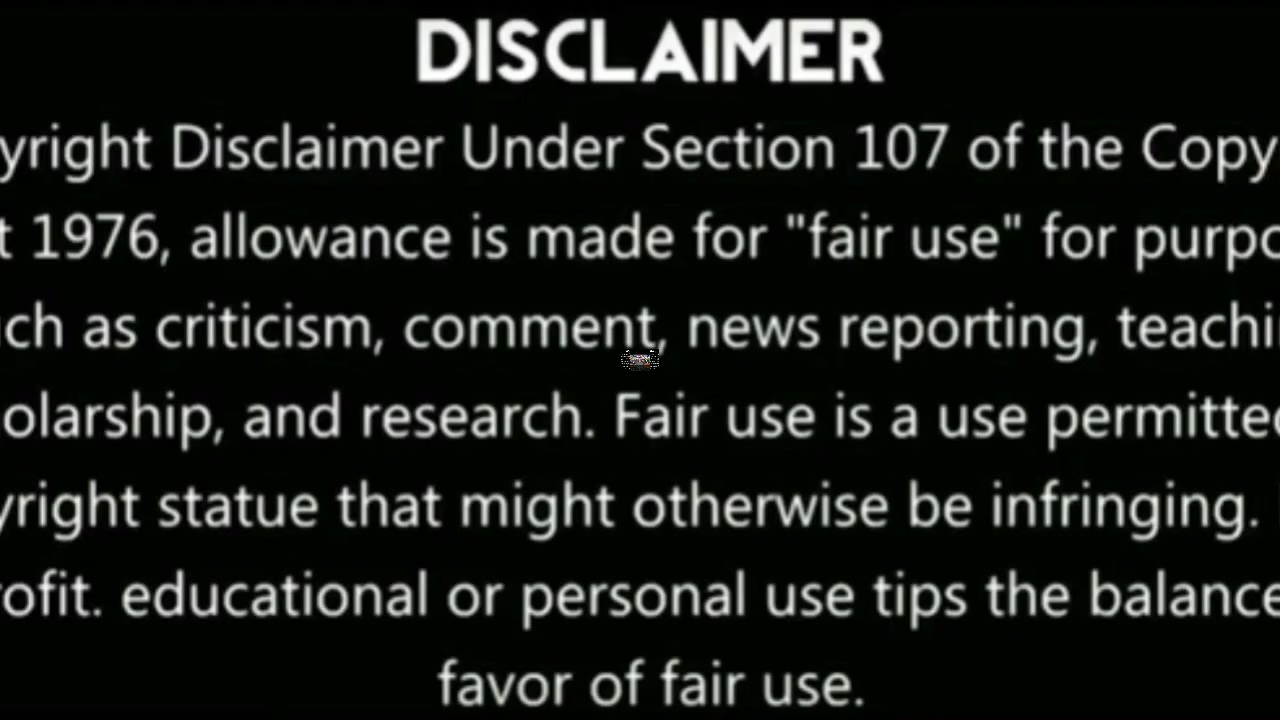 DISCLAIMER
yright Disclaimer Under Section 107 of the Copy
t 1976, allowance is made for "fair use" for purpo
ch as criticism, comment, news reporting, teachi
olarship, and research. Fair use is a use permitted
yright statue that might otherwise be infringing.
ofit. educational or personal use tips the balance
favor of fair use.